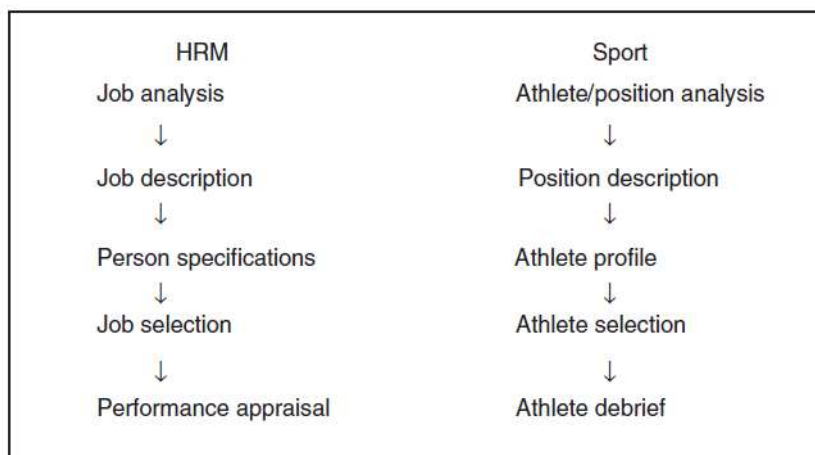 HRM Sport
Job analysis Athlete/position analysis
↓ ↓
Job description Position description
↓ ↓
Person specifications Athlete profile
↓ ↓
Job selection Athlete selection
↓ ↓
Performance appraisal Athlete debrief